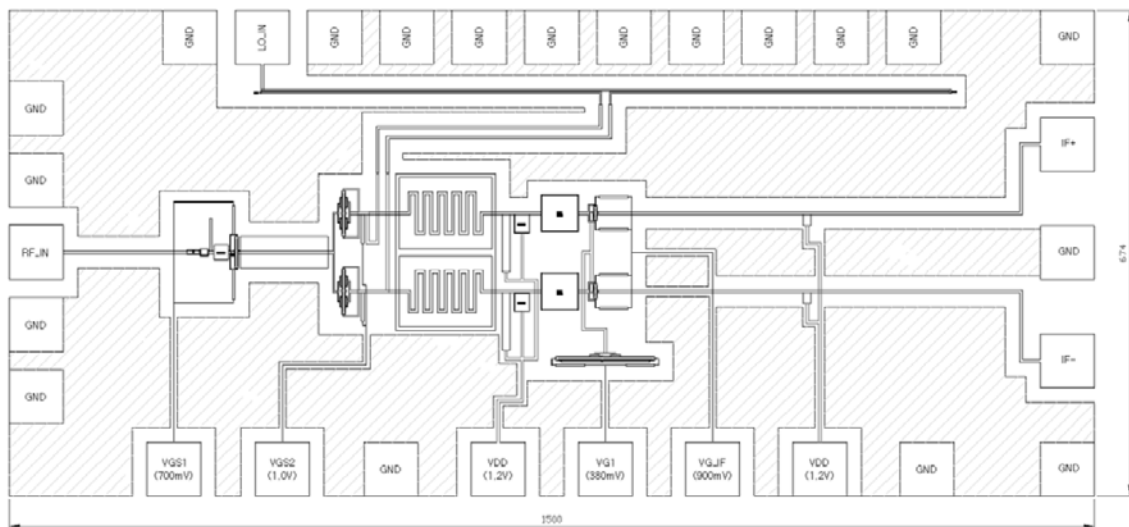 GND
LO_IN
GND
GND
GND
GND
GND
GND
GND
GND
GND
GND
GND
IF+
GND
RF_IN
GND
674
GND
IF-
GND
VGS1
(700mV)
VGS2
(1,0V)
GND
VDD
(1,2V)
VG1
(380mV)
VG_IF
(900mV)
VDD
(1,2V)
GND
GND
1500